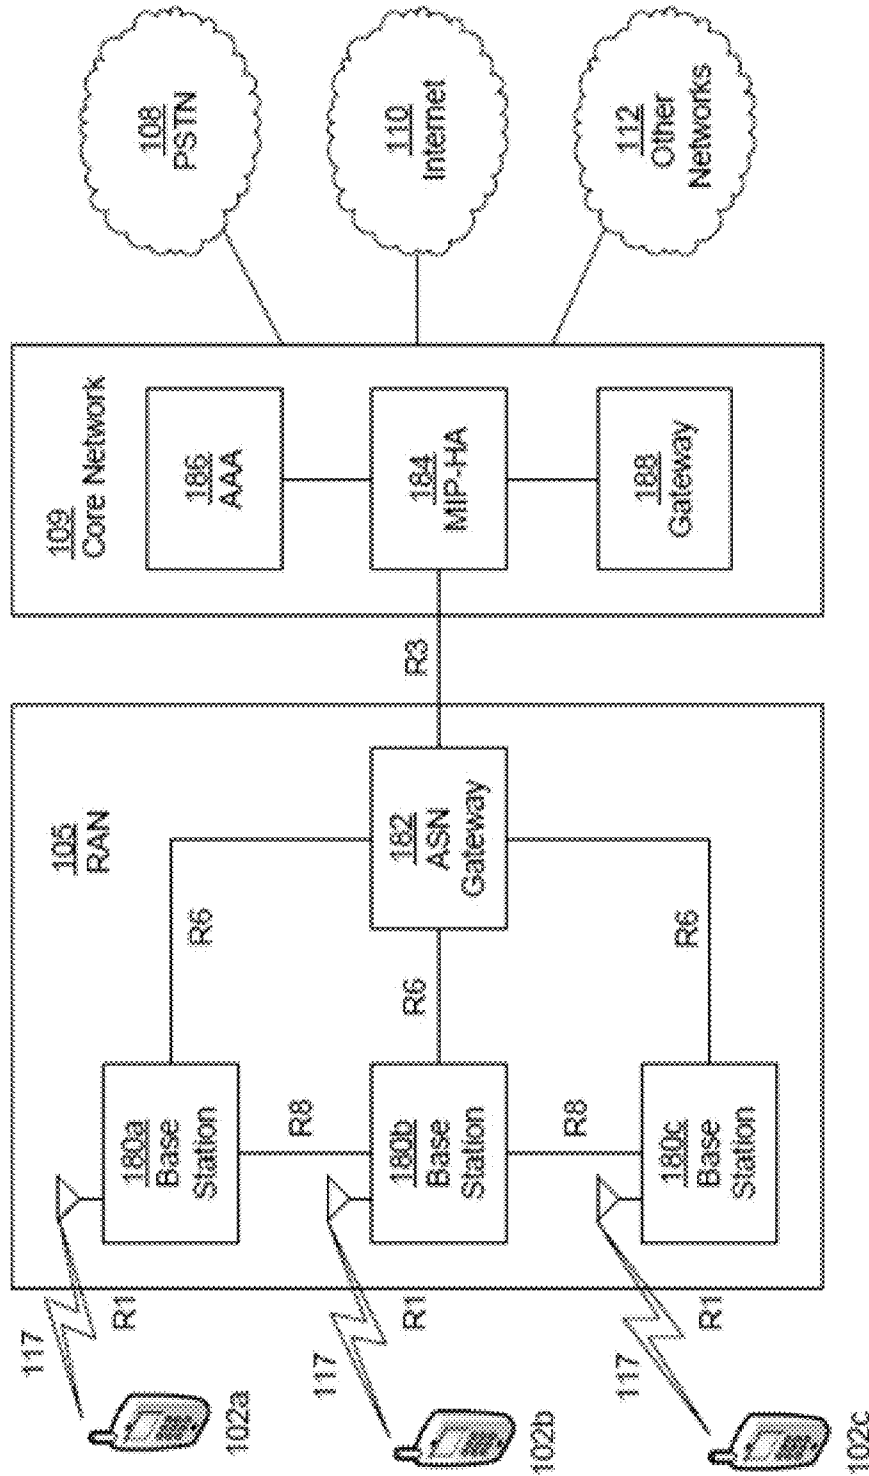 117
102a
R1
117
102b
R1
117
102c
R1
105
RAN
180a
Base
Station
R8
180b
Base
Station
R8
180c
Base
Station
R6
R6
R6
182
ASN
Gateway
R3
109
Core Network
186
AAA
184
MIP-HA
188
Gateway
108
PSTN
110
Internet
112
Other
Networks